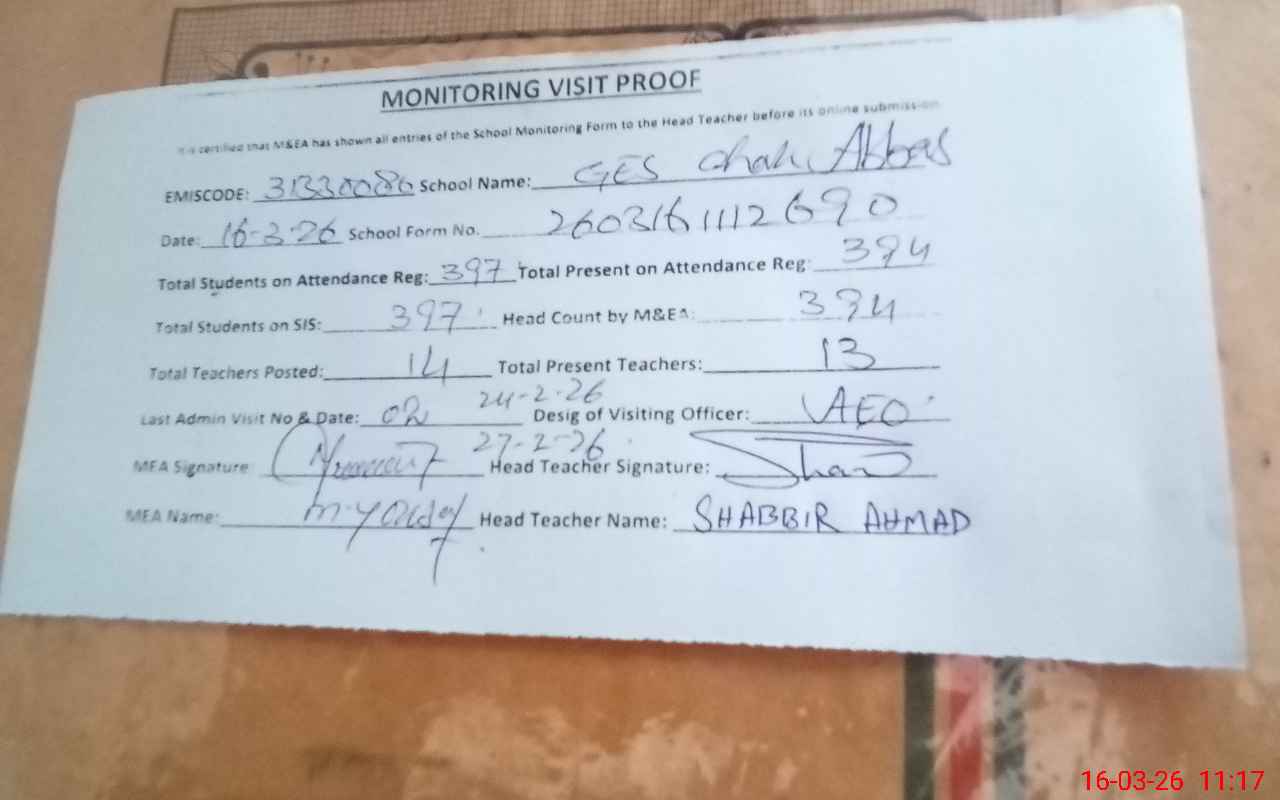 MONITORING VISIT PROOF
It is certified that M&EA has shown all entries of the School Monitoring Form to the Head Teacher before its online submission
EMISCODE: 31330086 School Name: GES Chah Abbas
Date: 16-3-26 School Form No. 2603161112690
Total Students on Attendance Reg: 397 Total Present on Attendance Reg: 394
Total Students on SIS: 397 Head Count by M&EA: 394
Total Teachers Posted: 14 Total Present Teachers: 13
Last Admin Visit No & Date: 02 24-2-26 Desig of Visiting Officer: AEO
27-2-26
MEA Signature Head Teacher Signature:
MEA Name: Head Teacher Name: SHABBIR AHMAD
16-03-26 11:17